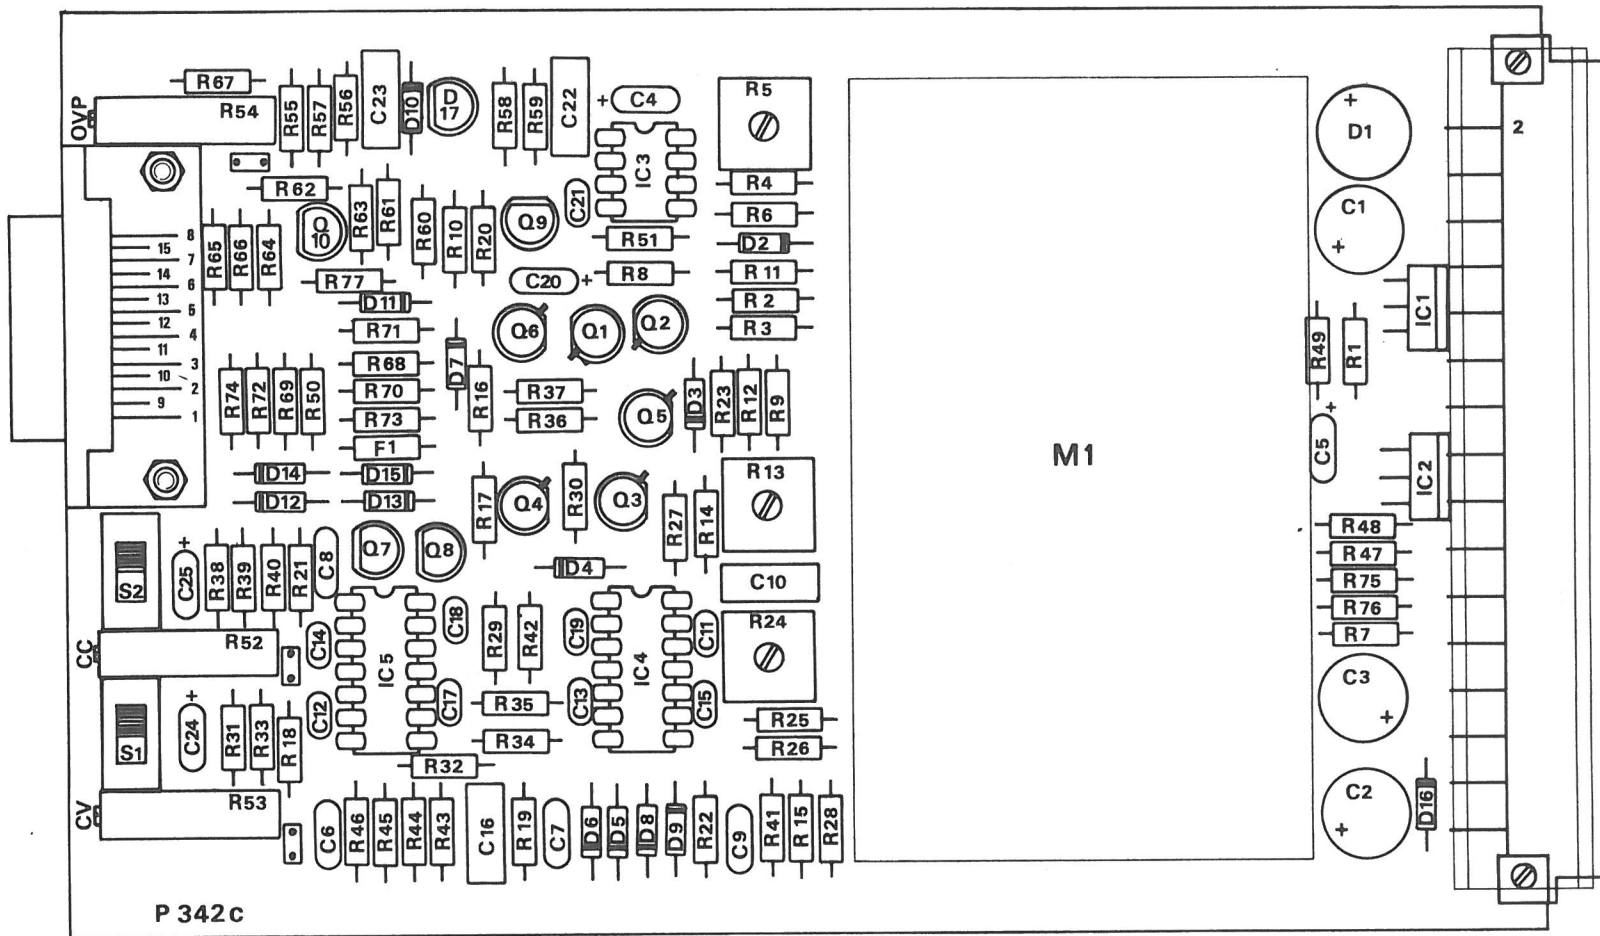 R67
OVP
R54
R55
R57
R56
C23
D10
D
17
R58
R59
C22
+
C4
IC3
R5
+
D1
2
R62
Q
10
R63
R61
R60
R10
R20
Q9
C21
R4
R6
R51
D2
C1
+
8
15
7
14
6
13
5
12
4
11
3
10
2
9
1
R65
R66
R64
R77
D11
R71
C20
+
R8
R11
R2
R3
IC1
Q6
Q1
Q2
R49
R1
R74
R72
R69
R50
R68
R70
R73
F1
D7
R16
R37
R36
Q5
D3
R23
R12
R9
M1
+
C5
IC2
D14
D15
D12
D13
R17
Q4
R30
Q3
R27
R14
R13
S2
+
C25
R38
R39
R40
R21
C8
Q7
Q8
D4
C10
R48
R47
R75
R76
R7
CC
R52
C14
IC5
C18
R29
R42
C19
IC4
C11
R24
S1
+
C24
R31
R33
R18
C12
C17
R35
C13
C15
R25
C3
+
R34
R26
R32
CV
R53
C6
R46
R45
R44
R43
C16
R19
C7
D6
D5
D8
D9
R22
C9
R41
R15
R28
C2
+
D16
P 342c